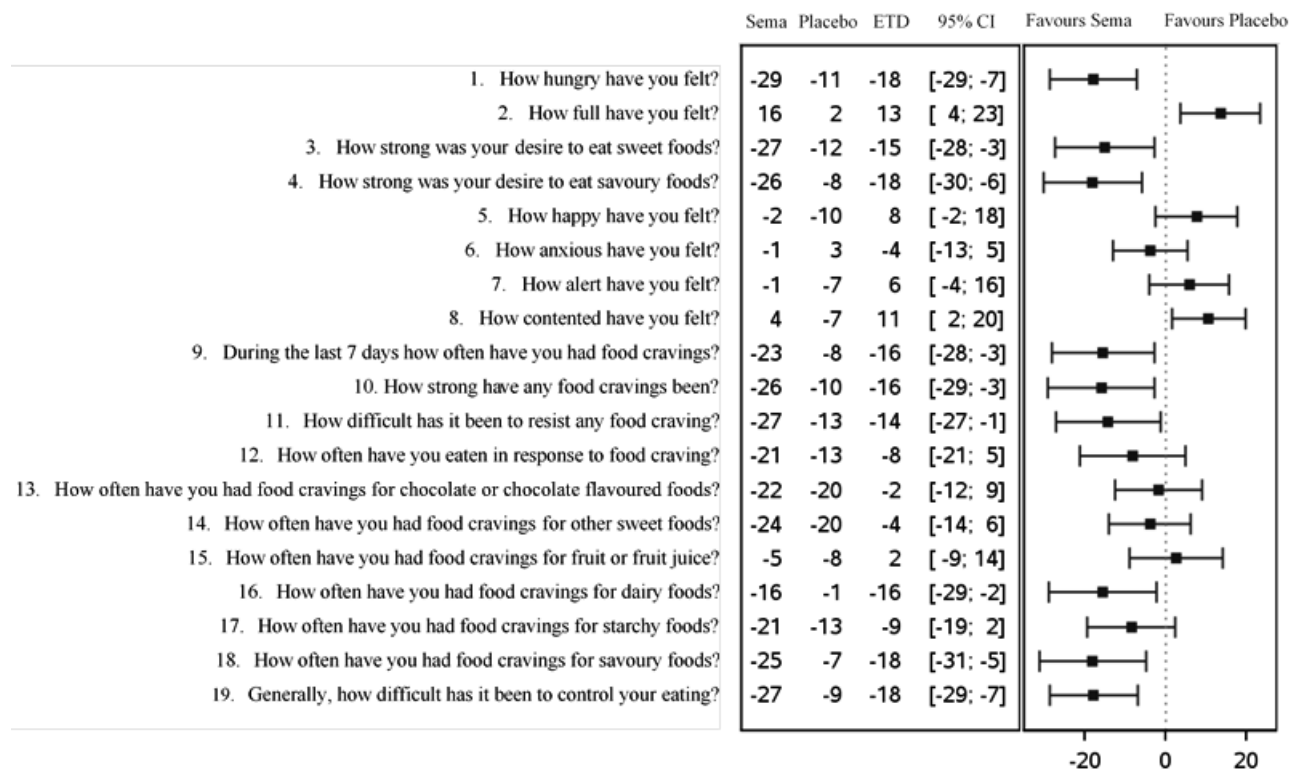 Sema Placebo ETD 95% CI Favours Sema Favours Placebo
1. How hungry have you felt? -29 -11 -18 [-29; -7]
2. How full have you felt? 16 2 13 [ 4; 23]
3. How strong was your desire to eat sweet foods? -27 -12 -15 [-28; -3]
4. How strong was your desire to eat savoury foods? -26 -8 -18 [-30; -6]
5. How happy have you felt? -2 -10 8 [ -2; 18]
6. How anxious have you felt? -1 3 -4 [-13; 5]
7. How alert have you felt? -1 -7 6 [ -4; 16]
8. How contented have you felt? 4 -7 11 [ 2; 20]
9. During the last 7 days how often have you had food cravings? -23 -8 -16 [-28; -3]
10. How strong have any food cravings been? -26 -10 -16 [-29; -3]
11. How difficult has it been to resist any food craving? -27 -13 -14 [-27; -1]
12. How often have you eaten in response to food craving? -21 -13 -8 [-21; 5]
13. How often have you had food cravings for chocolate or chocolate flavoured foods? -22 -20 -2 [-12; 9]
14. How often have you had food cravings for other sweet foods? -24 -20 -4 [-14; 6]
15. How often have you had food cravings for fruit or fruit juice? -5 -8 2 [ -9; 14]
16. How often have you had food cravings for dairy foods? -16 -1 -16 [-29; -2]
17. How often have you had food cravings for starchy foods? -21 -13 -9 [-19; 2]
18. How often have you had food cravings for savoury foods? -25 -7 -18 [-31; -5]
19. Generally, how difficult has it been to control your eating? -27 -9 -18 [-29; -7]
-20 0 20